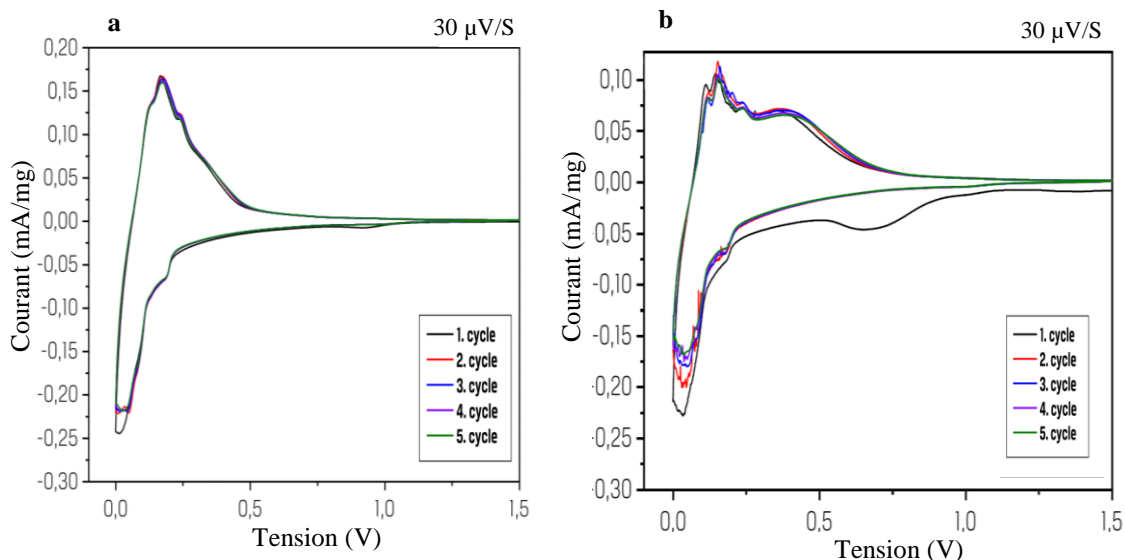 a
30 µV/S
0,20
0,15
0,10
0,05
0,00
-0,05
-0,10
-0,15
-0,20
-0,25
-0,30
Courant (mA/mg)
1. cycle
2. cycle
3. cycle
4. cycle
5. cycle
0,0
0,5
1,0
1,5
Tension (V)
b
30 µV/S
0,10
0,05
0,00
-0,05
-0,10
-0,15
-0,20
-0,25
-0,30
Courant (mA/mg)
1. cycle
2. cycle
3. cycle
4. cycle
5. cycle
0,0
0,5
1,0
1,5
Tension (V)